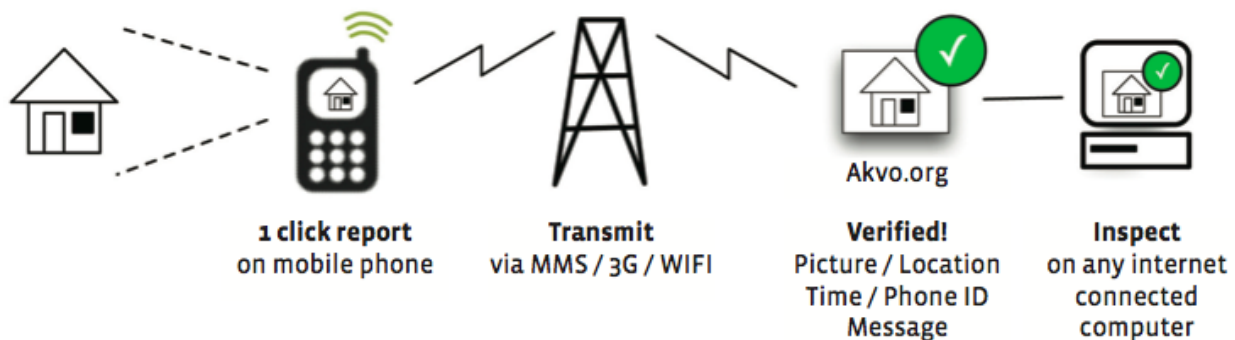 Akvo.org
1 click report
on mobile phone
Transmit
via MMS / 3G / WIFI
Verified!
Picture / Location
Time / Phone ID
Message
Inspect
on any internet
connected
computer